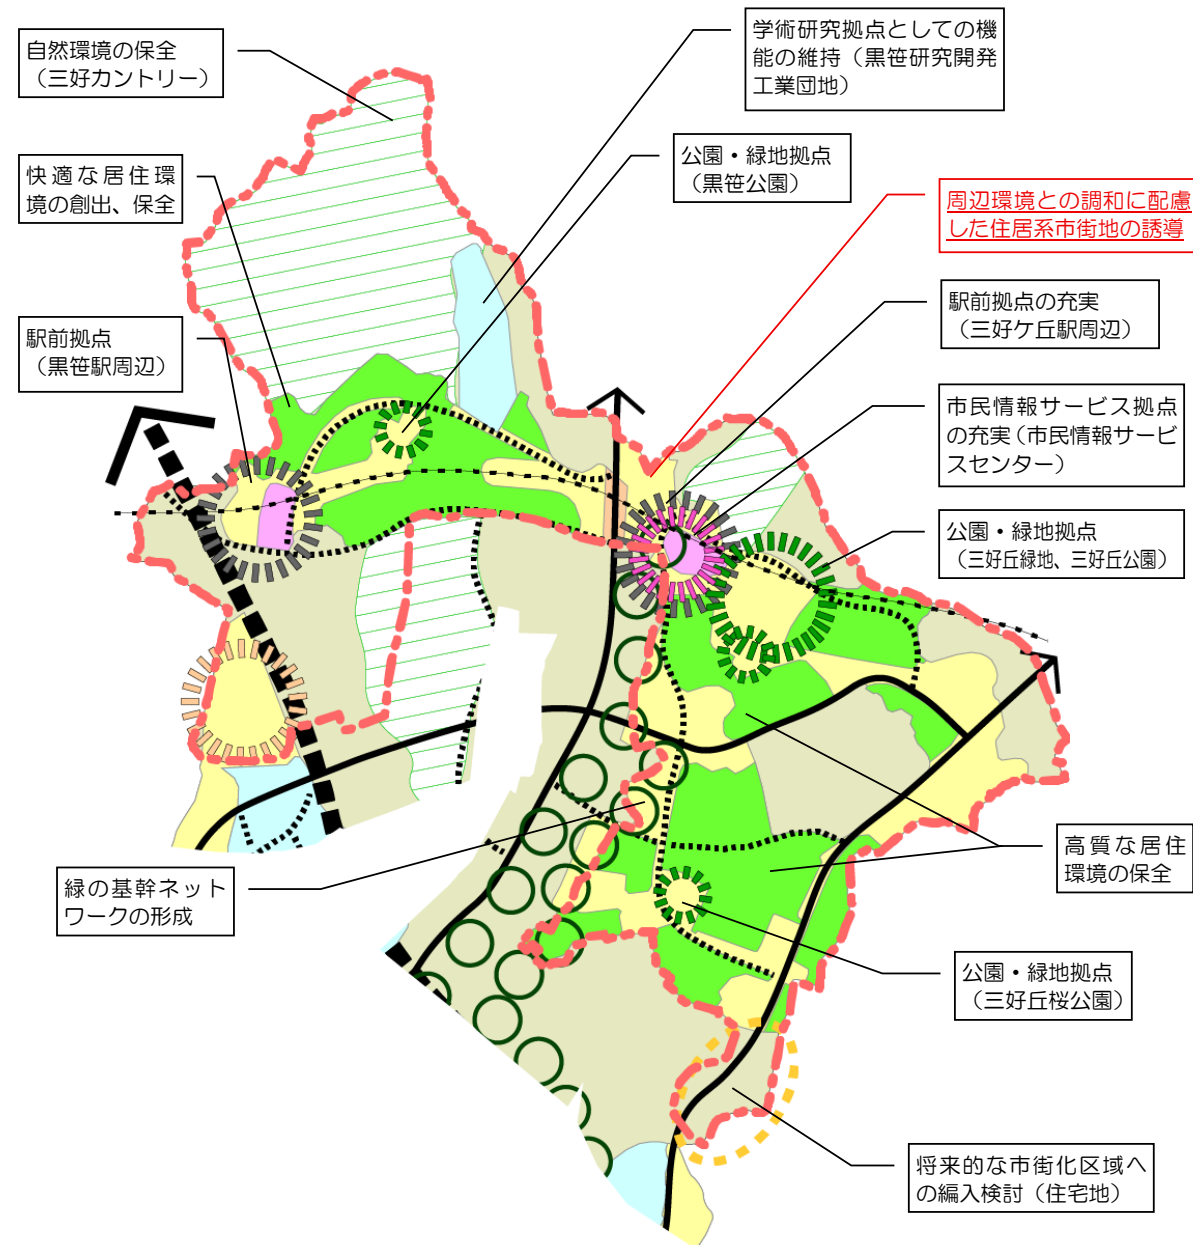 自然環境の保全
（三好カントリー）
快適な居住環
境の創出、保全
駅前拠点
（黒笹駅周辺）
学術研究拠点としての機
能の維持（黒笹研究開発
工業団地）
公園・緑地拠点
（黒笹公園）
周辺環境との調和に配慮
した住居系市街地の誘導
駅前拠点の充実
（三好ケ丘駅周辺）
市民情報サービス拠点
の充実（市民情報サービ
スセンター）
公園・緑地拠点
（三好丘緑地、三好丘公園）
高質な居住
環境の保全
緑の基幹ネット
ワークの形成
公園・緑地拠点
（三好丘桜公園）
将来的な市街化区域へ
の編入検討（住宅地）